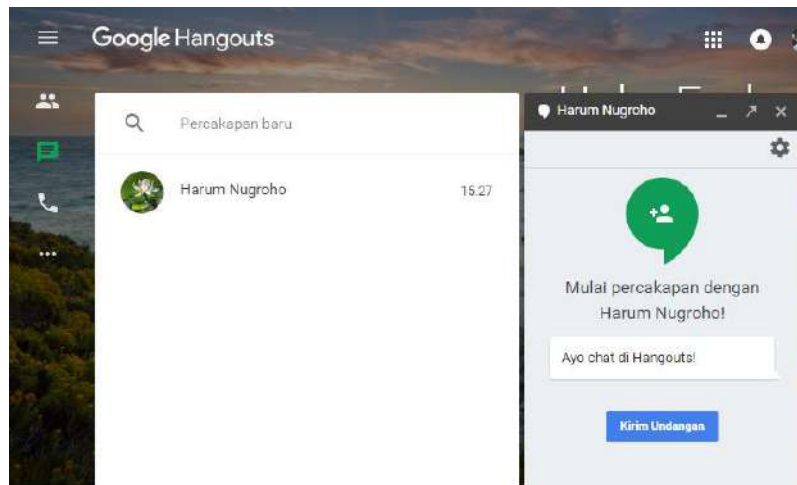 Google Hangouts
Percakapan baru
Harum Nugroho
15.27
Harum Nugroho
Mulai percakapan dengan
Harum Nugroho!
Ayo chat di Hangouts!
Kirim Undangan